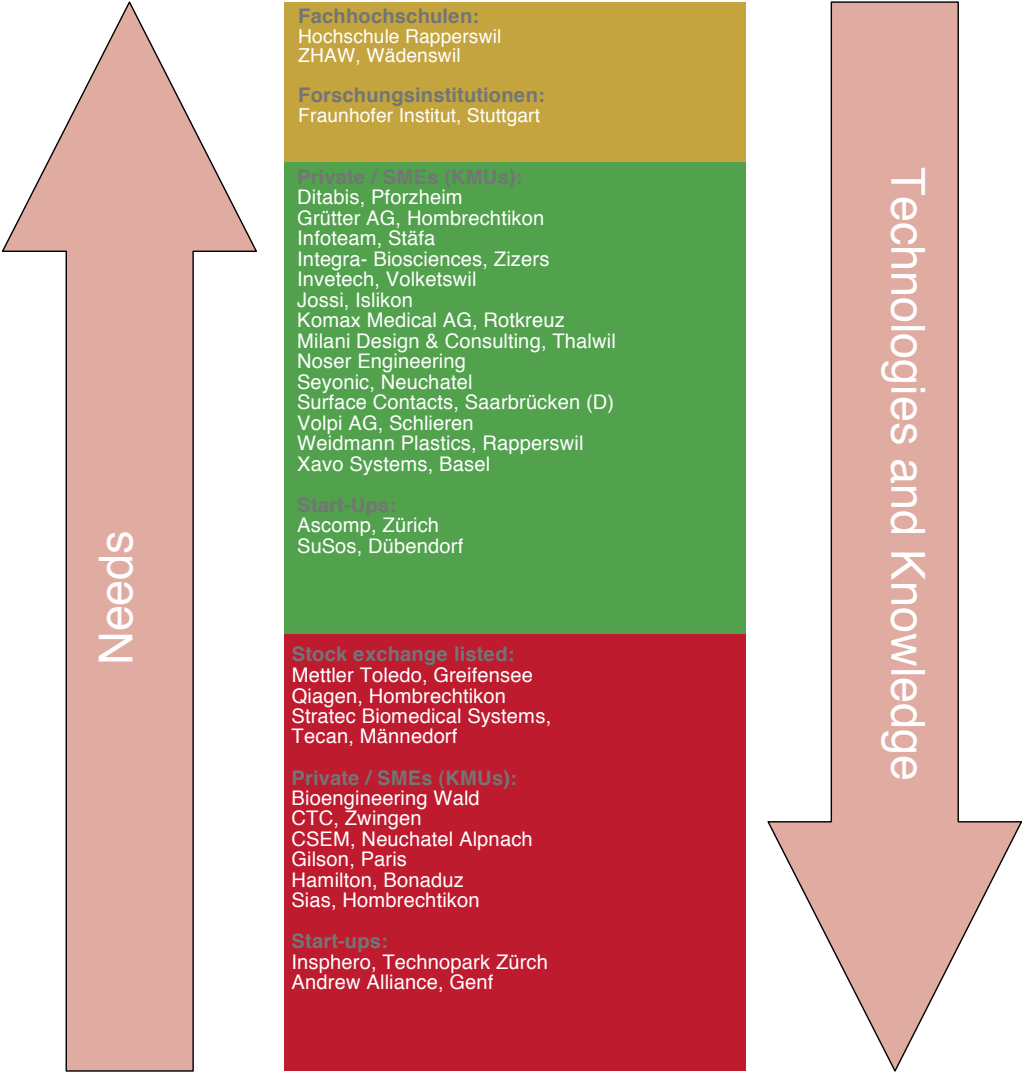 Fachhochschulen:
Hochschule Rapperswil
ZHAW, Wädenswil
Forschungsinstitutionen:
Fraunhofer Institut, Stuttgart
Private / SMEs (KMUs):
Ditabis, Pforzheim
Grütter AG, Hombrechtikon
Infoteam, Stäfa
Integra- Biosciences, Zizers
Invetech, Volketswil
Jossi, Islikon
Komax Medical AG, Rotkreuz
Milani Design & Consulting, Thalwil
Noser Engineering
Seyonic, Neuchatel
Surface Contacts, Saarbrücken (D)
Volpi AG, Schlieren
Weidmann Plastics, Rapperswil
Xavo Systems, Basel
Start-Ups:
Ascomp, Zürich
SuSos, Dübendorf
Stock exchange listed:
Mettler Toledo, Greifensee
Qiagen, Hombrechtikon
Stratec Biomedical Systems,
Tecan, Männedorf
Private / SMEs (KMUs):
Bioengineering Wald
CTC, Zwingen
CSEM, Neuchatel Alpnach
Gilson, Paris
Hamilton, Bonaduz
Sias, Hombrechtikon
Start-ups:
Insphero, Technopark Zürch
Andrew Alliance, Genf
Needs
Technologies and Knowledge